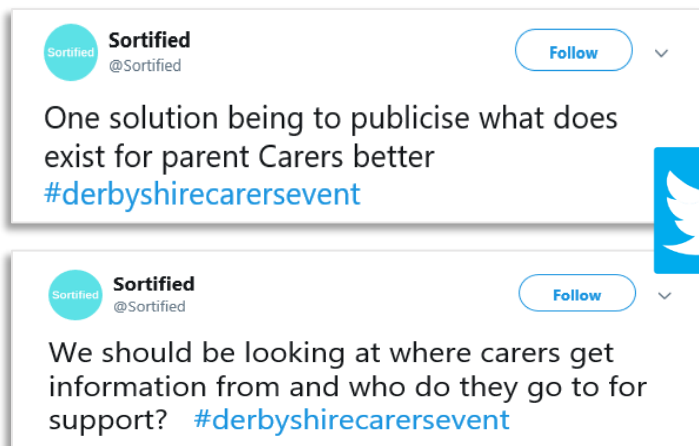 Sortified
Sortified
@Sortified
Follow
One solution being to publicise what does
exist for parent Carers better
#derbyshirecarersevent
Sortified
Sortified
@Sortified
Follow
We should be looking at where carers get
information from and who do they go to for
support? #derbyshirecarersevent